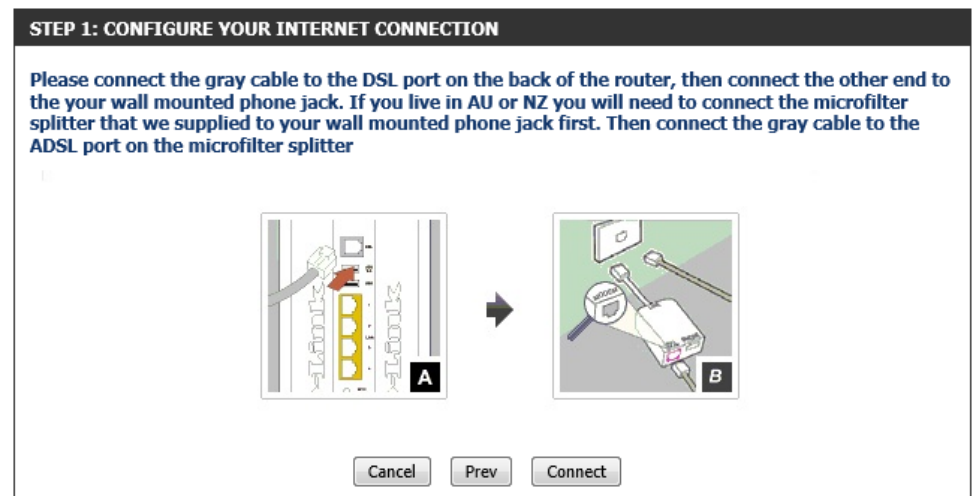 STEP 1: CONFIGURE YOUR INTERNET CONNECTION
Please connect the gray cable to the DSL port on the back of the router, then connect the other end to
the your wall mounted phone jack. If you live in AU or NZ you will need to connect the microfilter
splitter that we supplied to your wall mounted phone jack first. Then connect the gray cable to the
ADSL port on the microfilter splitter
MODEM
A
B
Cancel
Prev
Connect